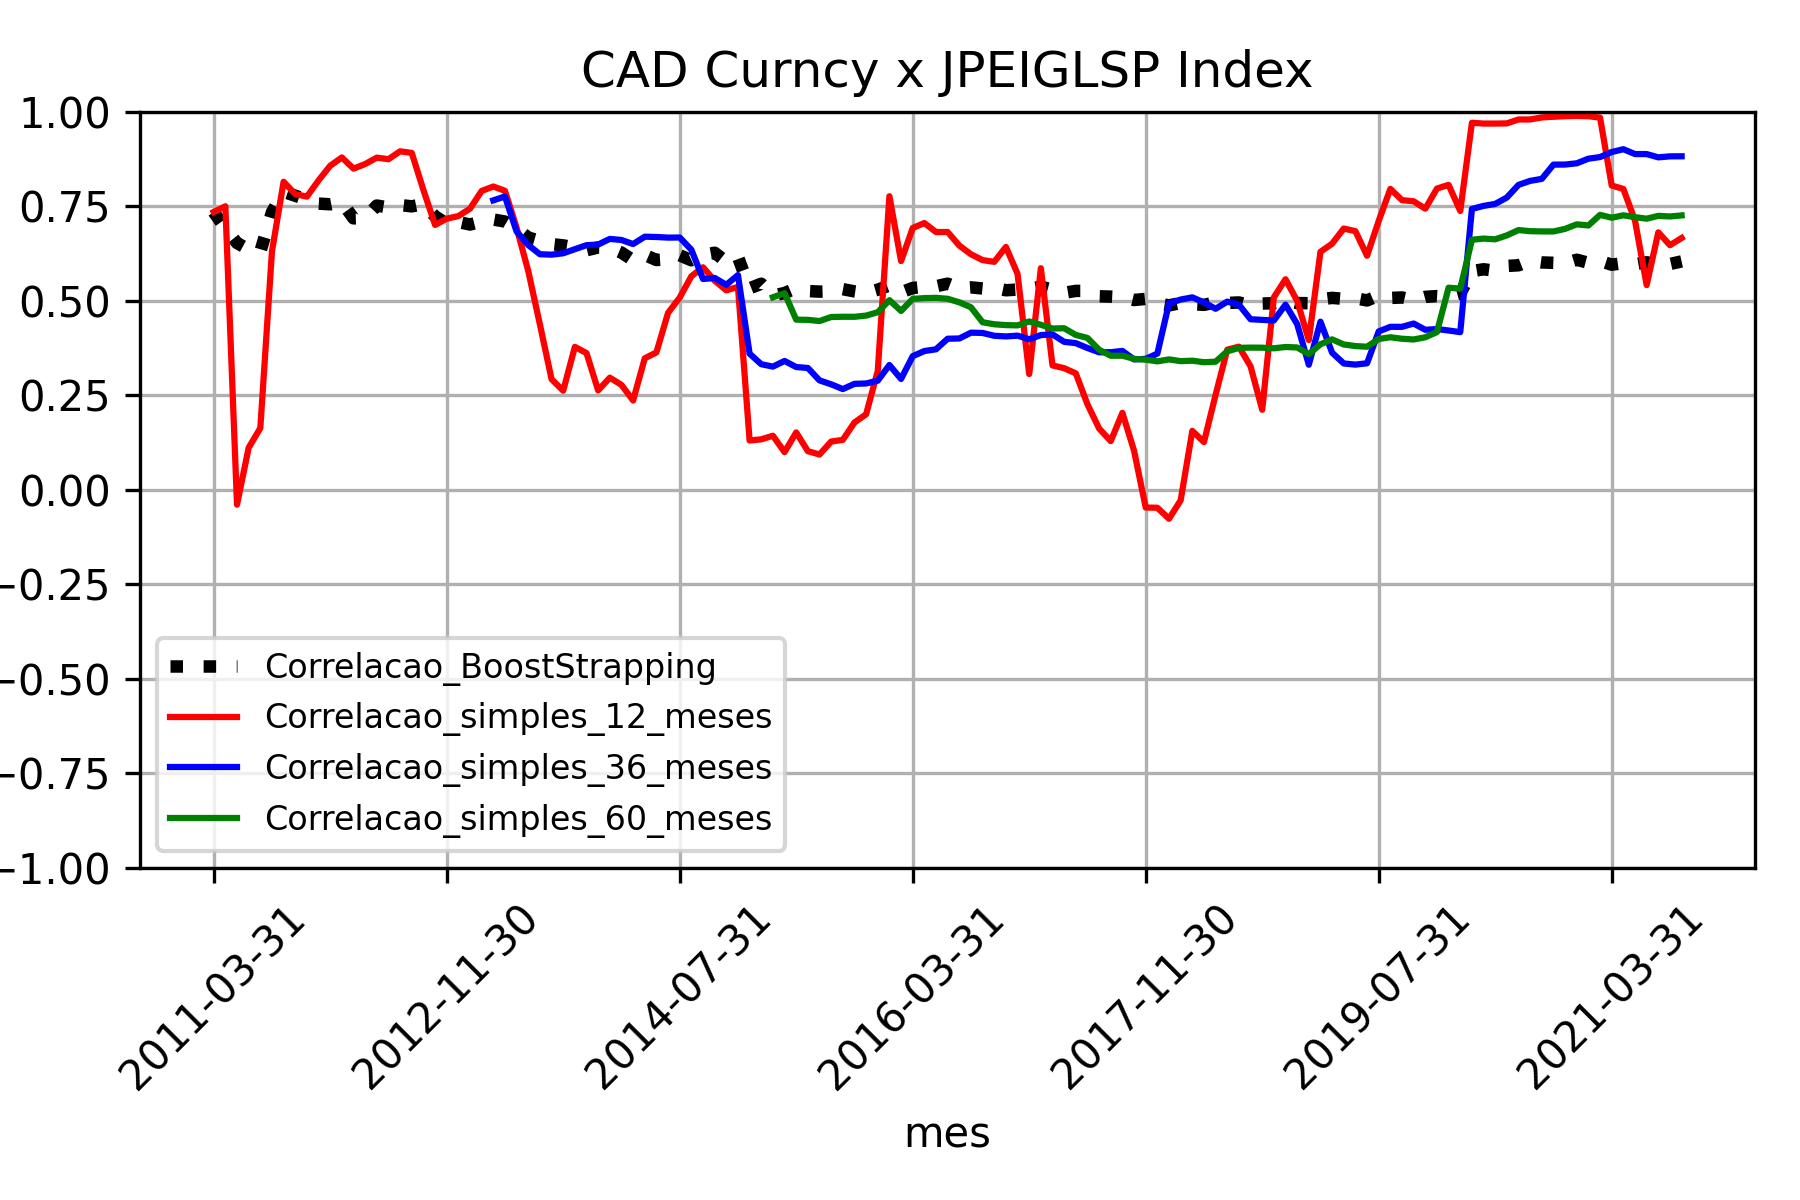 CAD Curncy x JPEIGLSP Index
1.00
0.75
0.50
0.25
0.00
−0.25
−0.50
−0.75
−1.00
Correlacao_BoostStrapping
Correlacao_simples_12_meses
Correlacao_simples_36_meses
Correlacao_simples_60_meses
2011-03-31
2012-11-30
2014-07-31
2016-03-31
2017-11-30
2019-07-31
2021-03-31
mes